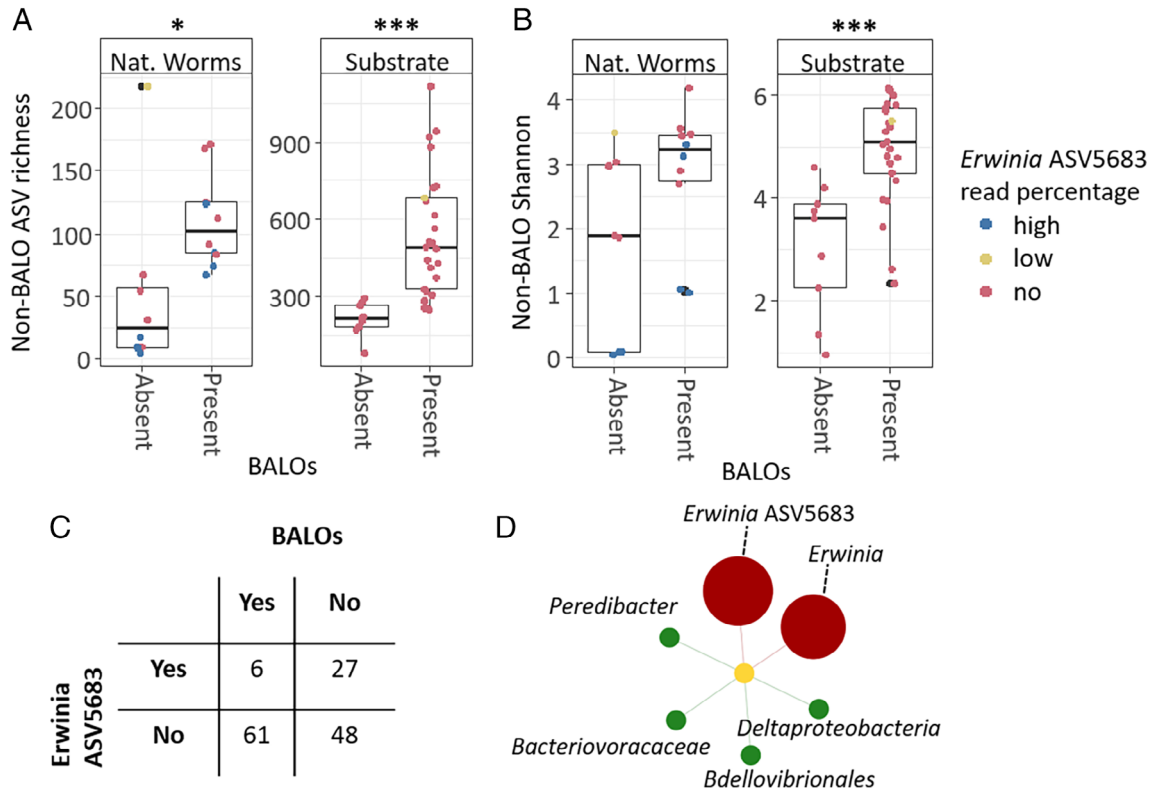 A
*
***
Nat. Worms
Substrate
Non-BALO ASV richness
200
150
100
50
0
900
600
300
Absent
Present
Absent
Present
BALOs
B
***
Nat. Worms
Substrate
Non-BALO Shannon
4
3
2
1
0
6
4
2
Absent
Present
Absent
Present
BALOs
Erwinia ASV5683
read percentage
high
low
no
C
BALOs
Yes No
Erwinia
ASV5683
Yes 6 27
No 61 48
D
Erwinia ASV5683
Erwinia
Peredibacter
Deltaproteobacteria
Bacteriovoracaceae
Bdellovibrionales